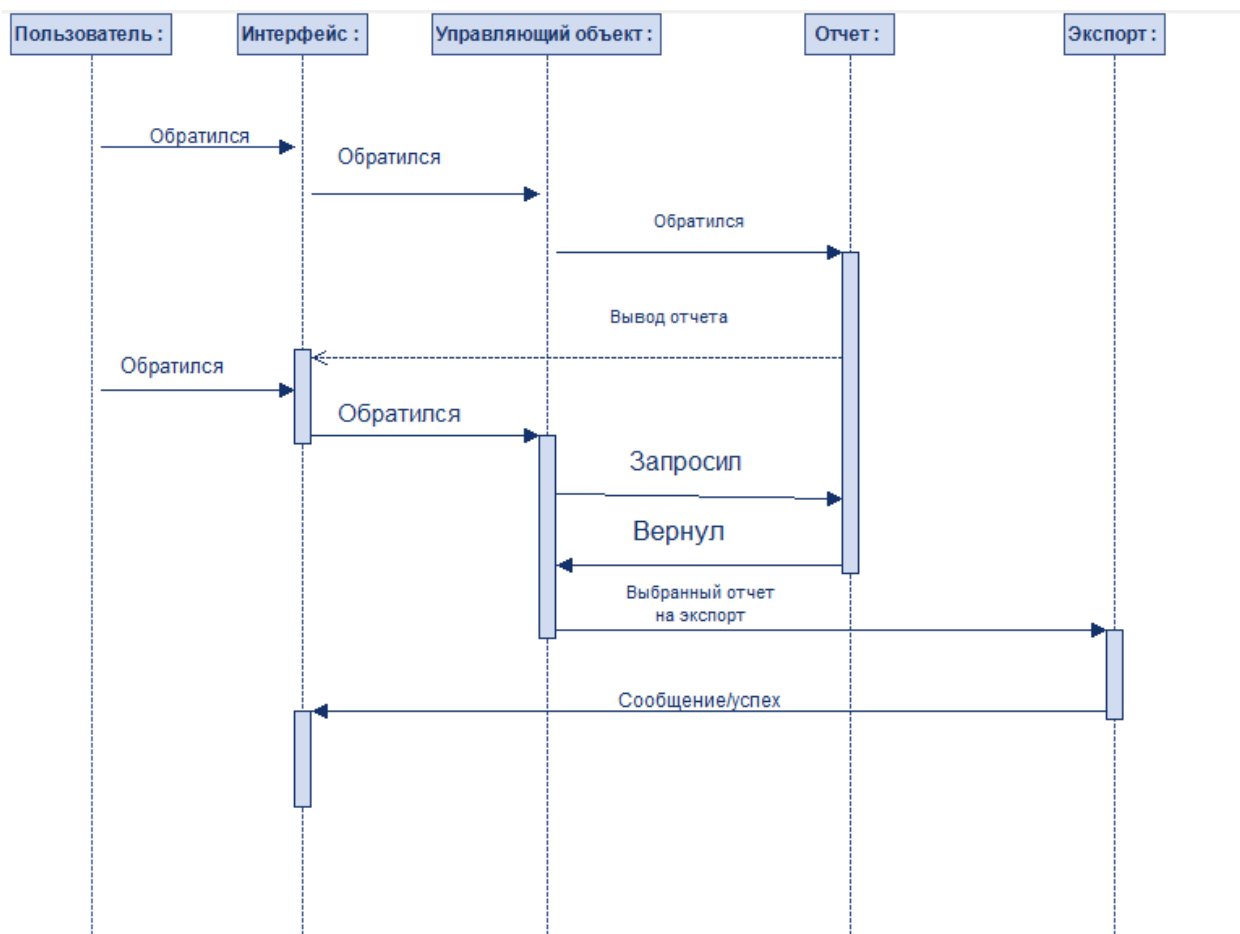 Пользователь :
Интерфейс :
Управляющий объект :
Отчет :
Экспорт :
Обратился
Обратился
Обратился
Вывод отчета
Обратился
Обратился
Запросил
Вернул
Выбранный отчет
на экспорт
Сообщение/успех